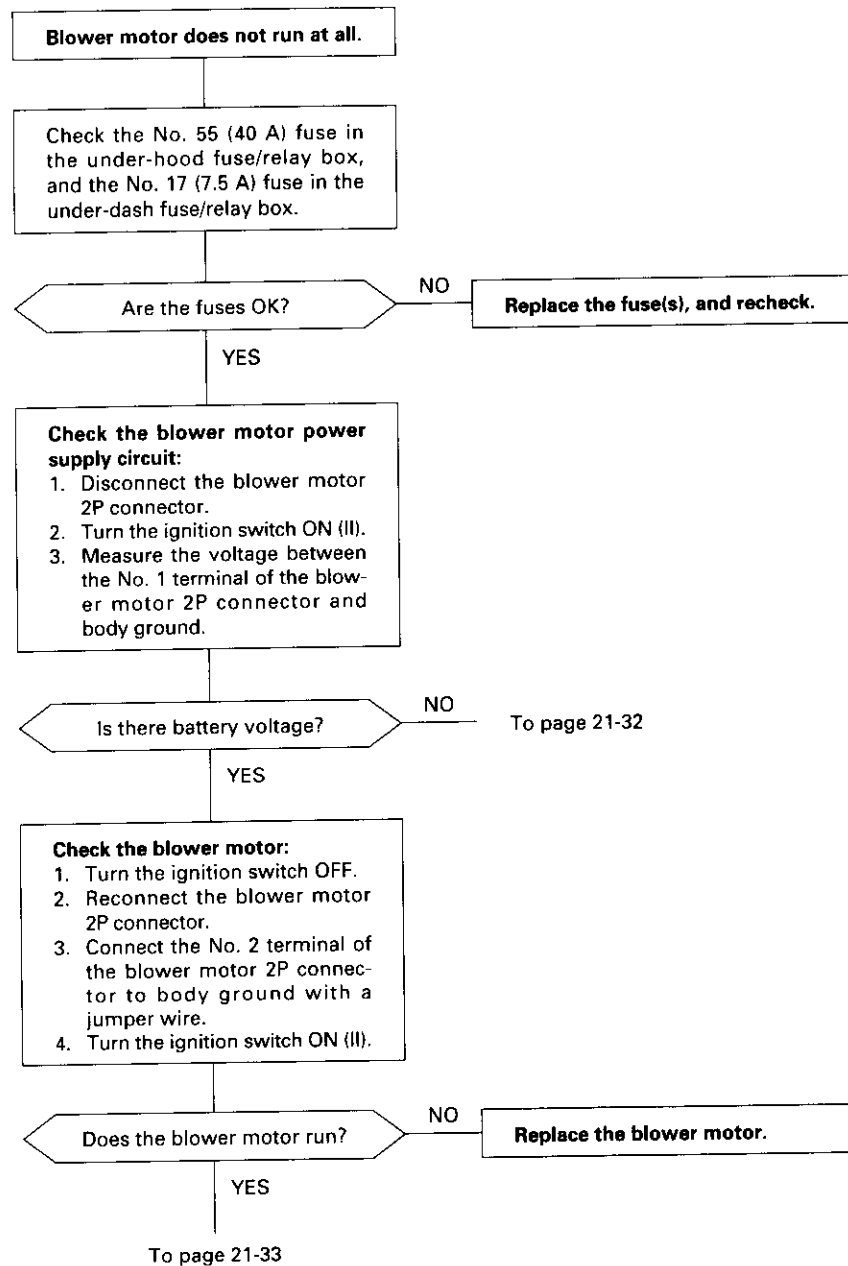 Blower motor does not run at all.
Check the No. 55 (40 A) fuse in
the under-hood fuse/relay box,
and the No. 17 (7.5 A) fuse in the
under-dash fuse/relay box.
Are the fuses OK?
NO
Replace the fuse(s), and recheck.
YES
Check the blower motor power
supply circuit:
1. Disconnect the blower motor
2P connector.
2. Turn the ignition switch ON (II).
3. Measure the voltage between
the No. 1 terminal of the blow-
er motor 2P connector and
body ground.
Is there battery voltage?
NO
To page 21-32
YES
Check the blower motor:
1. Turn the ignition switch OFF.
2. Reconnect the blower motor
2P connector.
3. Connect the No. 2 terminal of
the blower motor 2P connec-
tor to body ground with a
jumper wire.
4. Turn the ignition switch ON (II).
Does the blower motor run?
NO
Replace the blower motor.
YES
To page 21-33